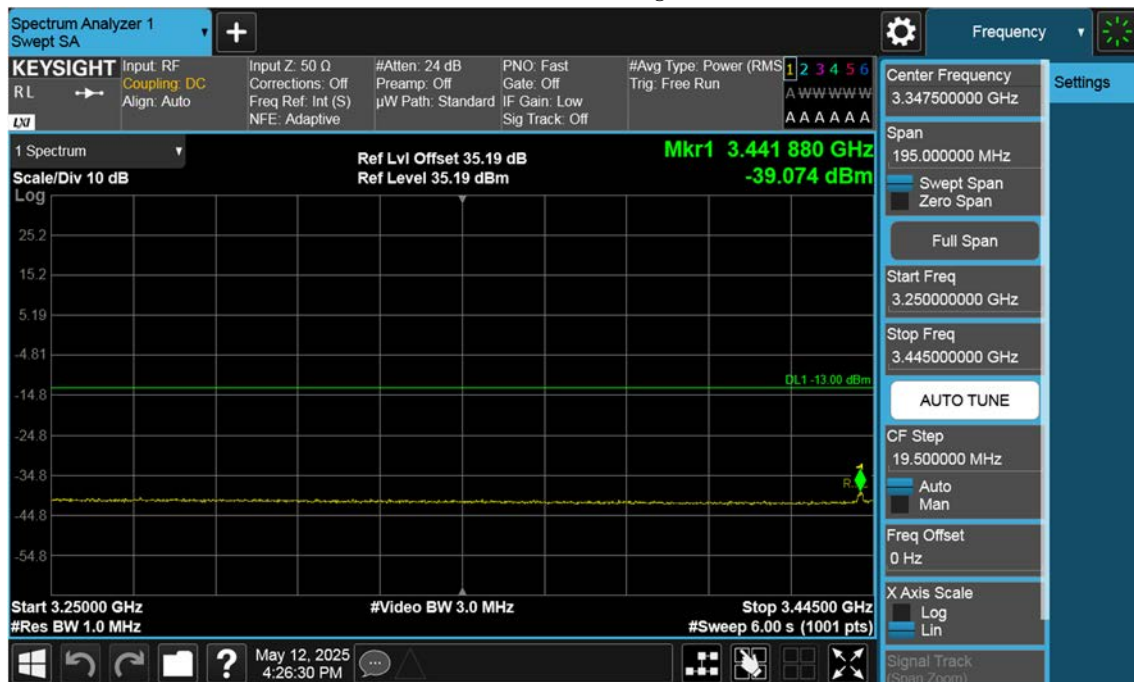 Spectrum Analyzer 1
Swept SA
Frequency
KEYSIGHT
RL
LXI
Input: RF
Coupling: DC
Align: Auto
Input Z: 50 Ω
Corrections: Off
Freq Ref: Int (S)
NFE: Adaptive
#Atten: 24 dB
Preamp: Off
µW Path: Standard
PNO: Fast
Gate: Off
IF Gain: Low
Sig Track: Off
#Avg Type: Power (RMS
Trig: Free Run
1 2 3 4 5 6
A W W W W W
A A A A A A
1 Spectrum
Scale/Div 10 dB
Ref Lvl Offset 35.19 dB
Ref Level 35.19 dBm
Mkr1 3.441 880 GHz
-39.074 dBm
Log
25.2
15.2
5.19
-4.81
DL1 -13.00 dBm
-14.8
-24.8
-34.8
1
-44.8
-54.8
Start 3.25000 GHz
#Res BW 1.0 MHz
#Video BW 3.0 MHz
Stop 3.44500 GHz
#Sweep 6.00 s (1001 pts)
Center Frequency
3.347500000 GHz
Settings
Span
195.000000 MHz
Swept Span
Zero Span
Full Span
Start Freq
3.250000000 GHz
Stop Freq
3.445000000 GHz
AUTO TUNE
CF Step
19.500000 MHz
Auto
Man
Freq Offset
0 Hz
X Axis Scale
Log
Lin
Signal Track
(Span Zoom)
?
May 12, 2025
4:26:30 PM